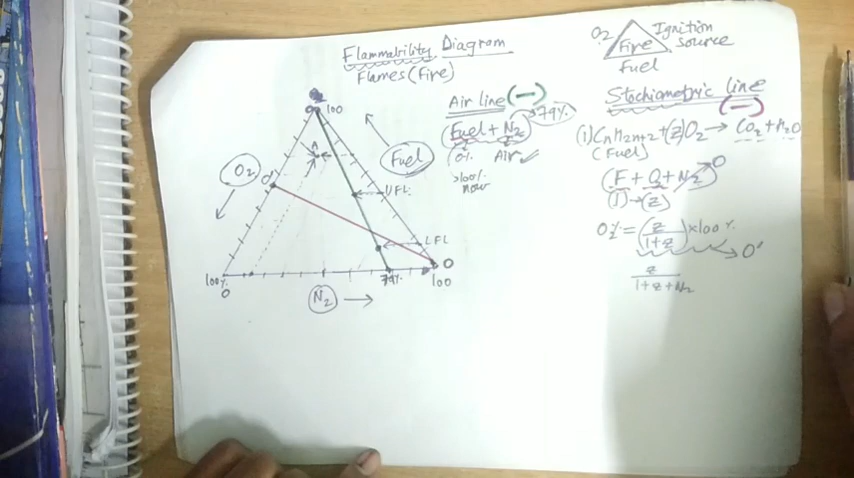 Flammability Diagram
Flames (Fire)
Air line (−)
79%
(Fuel + N2)
0% Air ✓
>100%
100
Fuel
A
O2
O'
UFL
LFL
O
100%
0
79%
100
N2 →
O2
Fire
Ignition
source
Fuel
Stochiometric line
(−)
(1) CnH2n+2 + (z)O2 → CO2 + H2O
(Fuel)
(F + O2 + N2) O
(1) → (z)
O2% = (z/1+z) × 100%
→ O'
z
1+z+N2